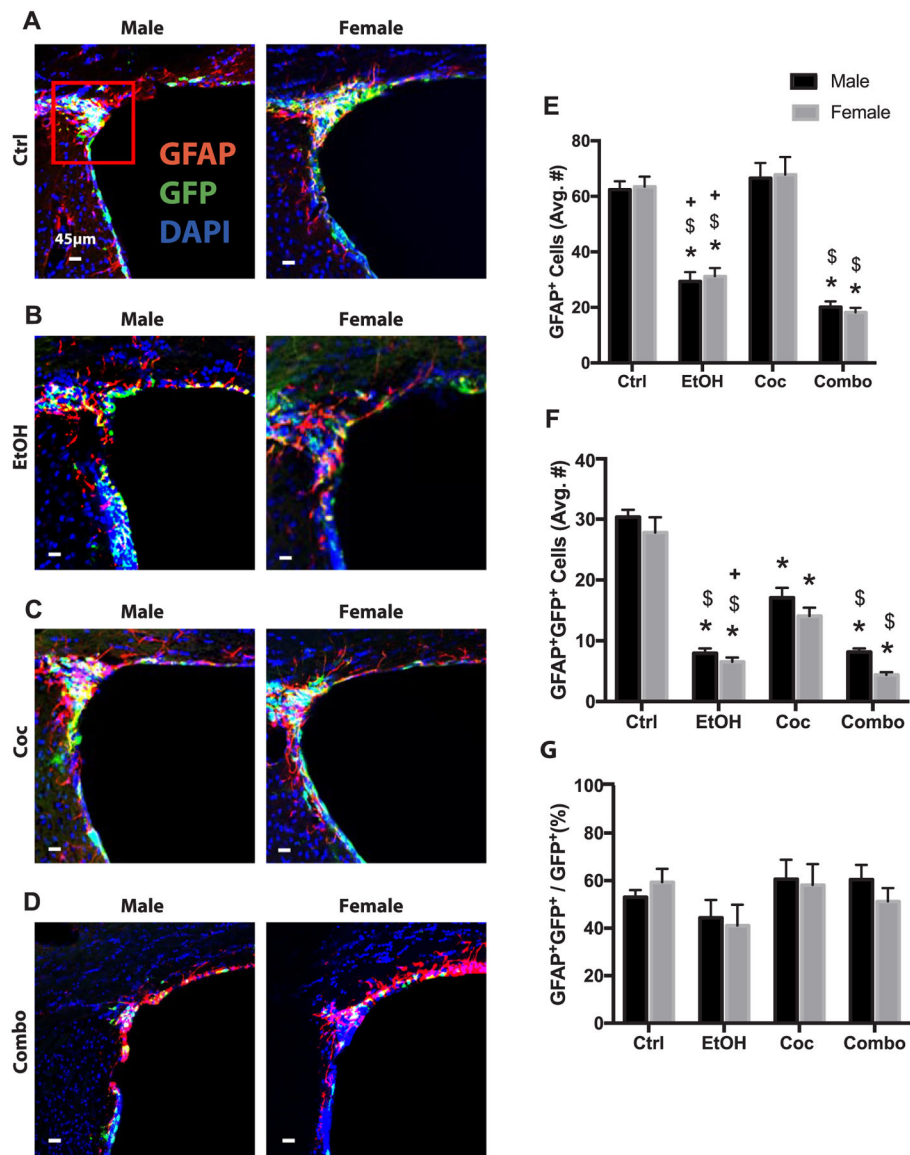 A
Male
Female
Ctrl
GFAP
GFP
DAPI
45µm
B
Male
Female
EtOH
C
Male
Female
Coc
D
Male
Female
Combo
Male
Female
E
GFAP⁺ Cells (Avg. #)
80
60
40
20
0
+ +
$ $
* *
$ $
* *
Ctrl EtOH Coc Combo
F
GFAP⁺GFP⁺ Cells (Avg. #)
40
30
20
10
0
+
$ $
* *
* *
$ $
* *
Ctrl EtOH Coc Combo
G
GFAP⁺GFP⁺ / GFP⁺(%)
100
80
60
40
20
0
Ctrl EtOH Coc Combo